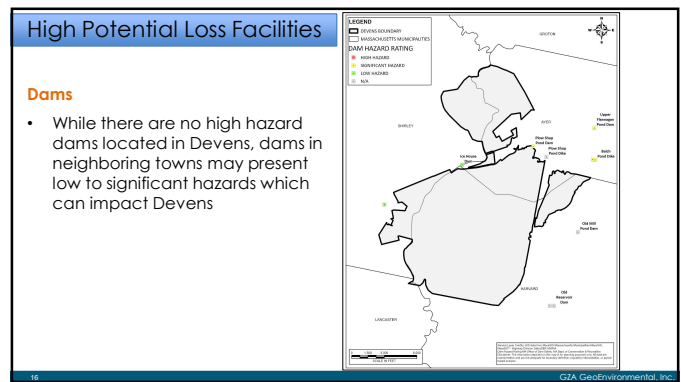 High Potential Loss Facilities
Dams
• While there are no high hazard
dams located in Devens, dams in
neighboring towns may present
low to significant hazards which
can impact Devens
LEGEND
DEVENS BOUNDARY
MASSACHUSETTS MUNICIPALITIES
DAM HAZARD RATING
HIGH HAZARD
SIGNIFICANT HAZARD
LOW HAZARD
N/A
GROTON
N
SHIRLEY
AYER
Upper
Flannagan
Pond Dam
Plow Shop
Pond Dam
Plow Shop
Pond Dike
Balch
Pond Dike
Ice House
Dam
Old Mill
Pond Dam
HARVARD
Old
Reservoir
Dam
LANCASTER
SCALE IN FEET
16
GZA GeoEnvironmental, Inc.